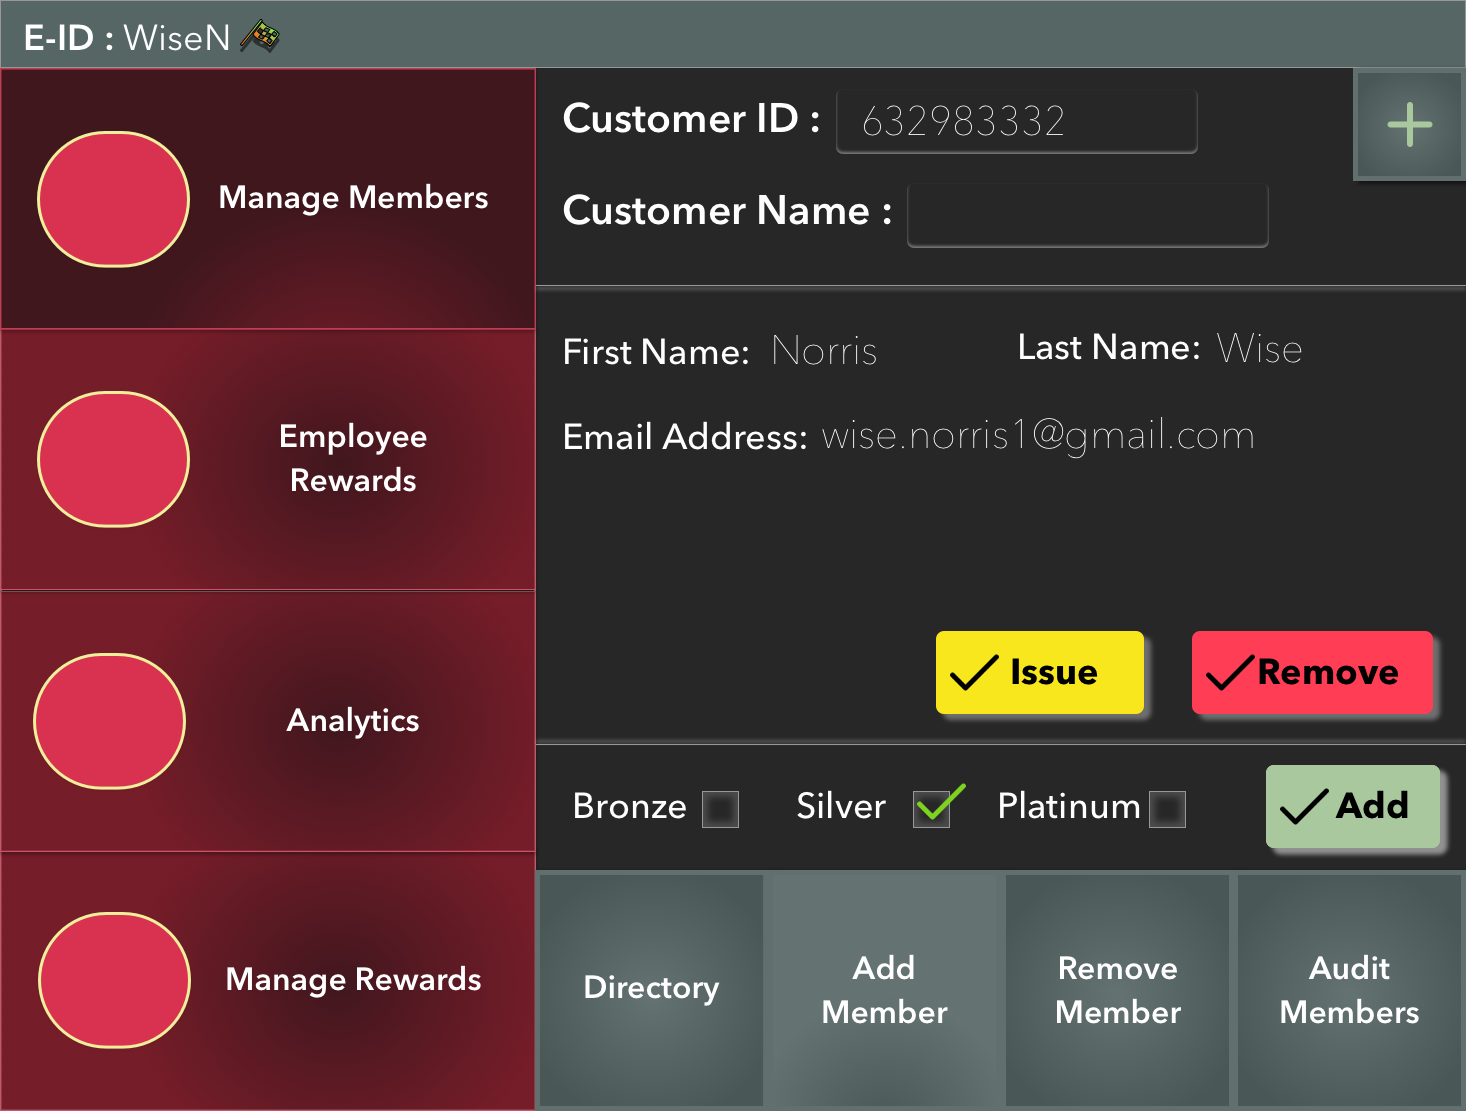 E-ID : WiseN
Manage Members
Employee
Rewards
Analytics
Manage Rewards
Customer ID : 632983332
Customer Name :
First Name: Norris
Last Name: Wise
Email Address: wise.norris1@gmail.com
Issue
Remove
Bronze
Silver
Platinum
Add
Directory
Add
Member
Remove
Member
Audit
Members